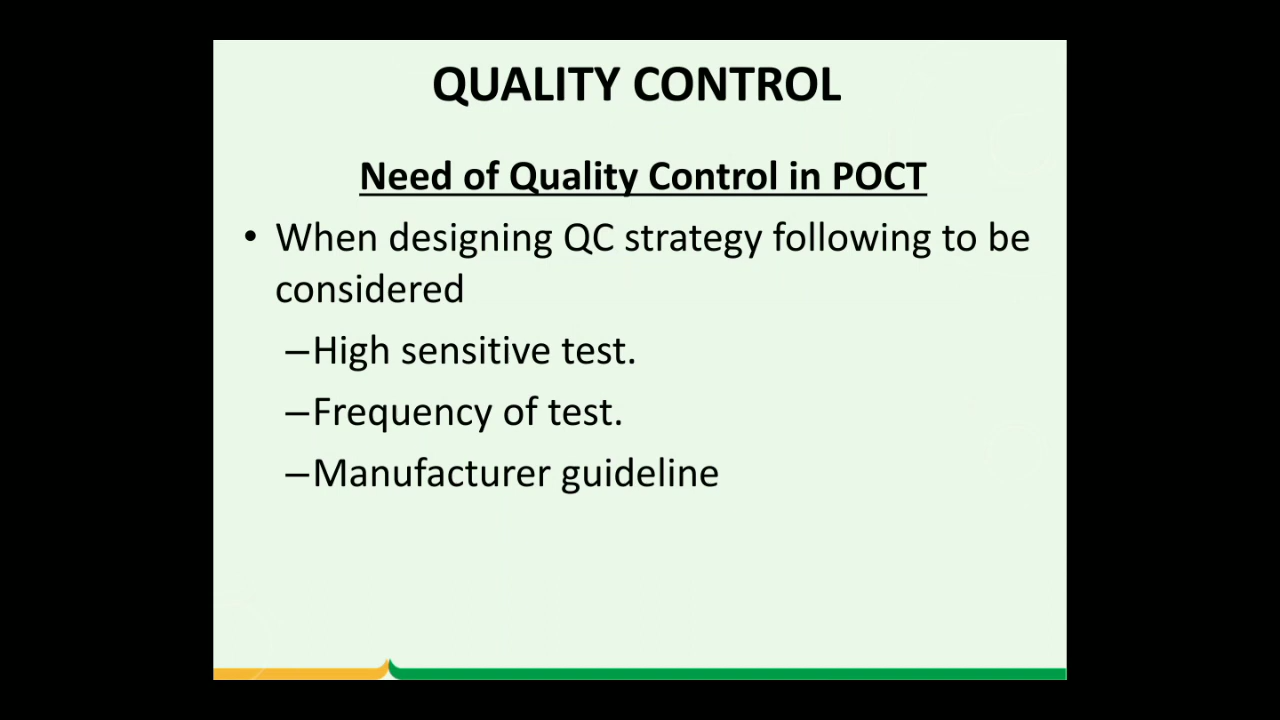 QUALITY CONTROL
Need of Quality Control in POCT
• When designing QC strategy following to be
considered
–High sensitive test.
–Frequency of test.
–Manufacturer guideline